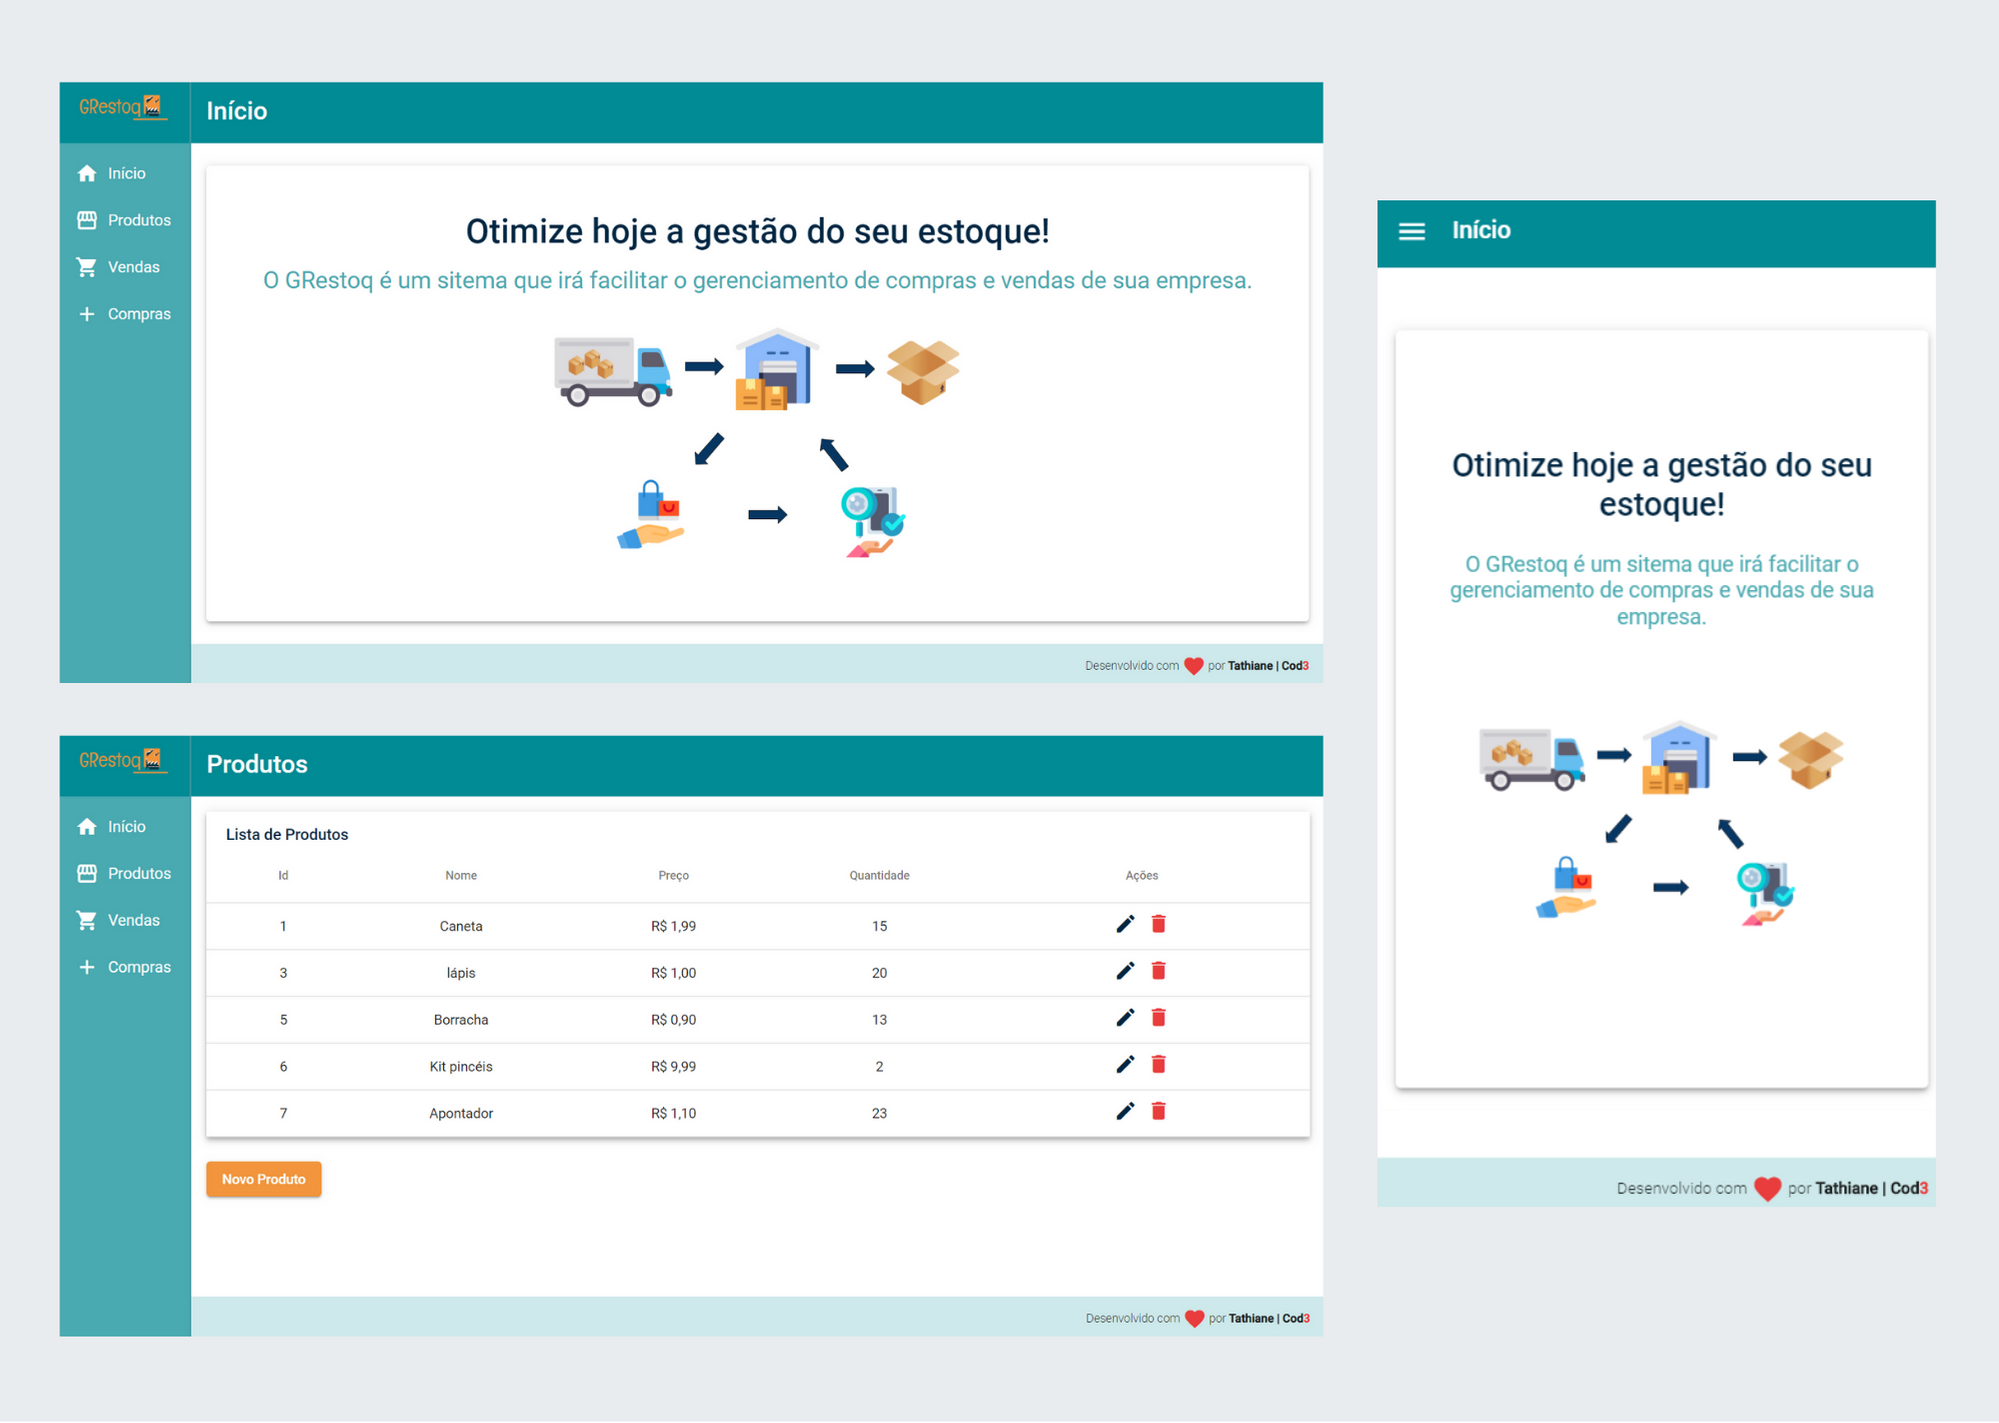 GRestoq
Início
Início
Produtos
Vendas
Compras
Otimize hoje a gestão do seu estoque!
O GRestoq é um sitema que irá facilitar o gerenciamento de compras e vendas de sua empresa.
Desenvolvido com por Tathiane | Cod3
GRestoq
Produtos
Início
Produtos
Vendas
Compras
Lista de Produtos
Id Nome Preço Quantidade Ações
1 Caneta R$ 1,99 15
3 lápis R$ 1,00 20
5 Borracha R$ 0,90 13
6 Kit pincéis R$ 9,99 2
7 Apontador R$ 1,10 23
Novo Produto
Desenvolvido com por Tathiane | Cod3
Início
Otimize hoje a gestão do seu
estoque!
O GRestoq é um sitema que irá facilitar o
gerenciamento de compras e vendas de sua
empresa.
Desenvolvido com por Tathiane | Cod3